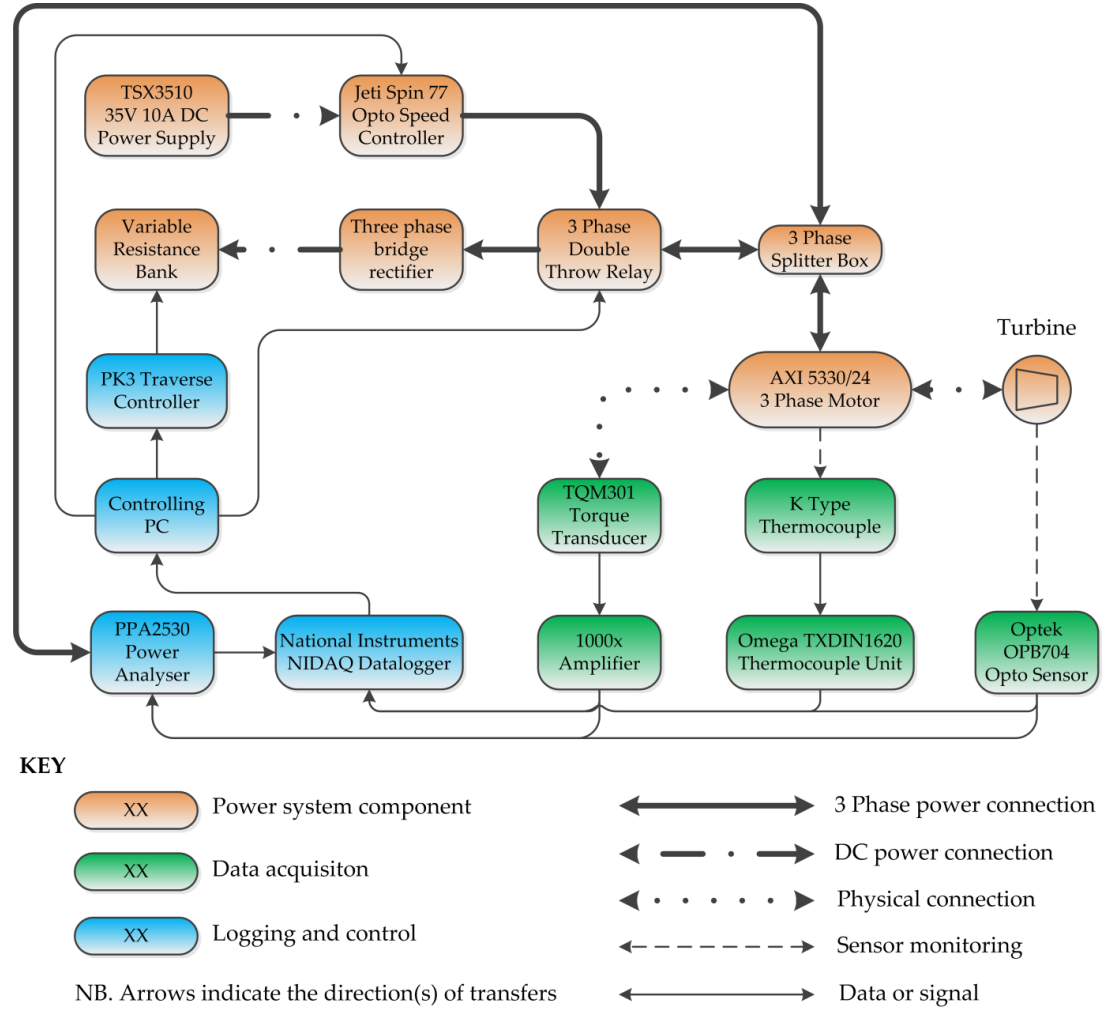 TSX3510
35V 10A DC
Power Supply
Jeti Spin 77
Opto Speed
Controller
Variable
Resistance
Bank
Three phase
bridge
rectifier
3 Phase
Double
Throw Relay
3 Phase
Splitter Box
Turbine
PK3 Traverse
Controller
AXI 5330/24
3 Phase Motor
Controlling
PC
TQM301
Torque
Transducer
K Type
Thermocouple
PPA2530
Power
Analyser
National Instruments
NIDAQ Datalogger
1000x
Amplifier
Omega TXDIN1620
Thermocouple Unit
Optek
OPB704
Opto Sensor
KEY
XX Power system component
XX Data acquisiton
XX Logging and control
NB. Arrows indicate the direction(s) of transfers
3 Phase power connection
DC power connection
Physical connection
Sensor monitoring
Data or signal